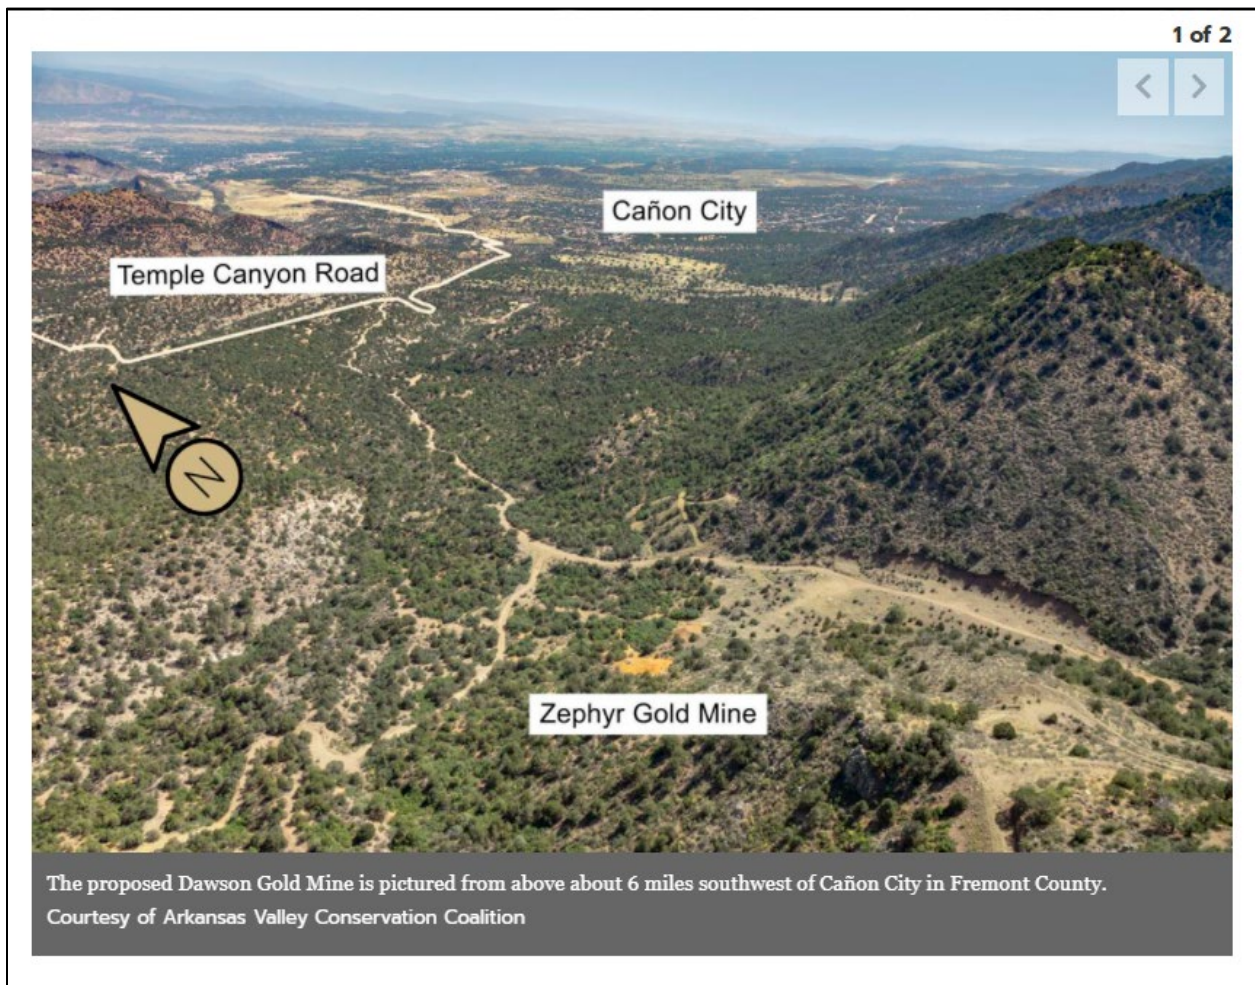 1 of 2
Cañon City
Temple Canyon Road
N
Zephyr Gold Mine
The proposed Dawson Gold Mine is pictured from above about 6 miles southwest of Cañon City in Fremont County.
Courtesy of Arkansas Valley Conservation Coalition